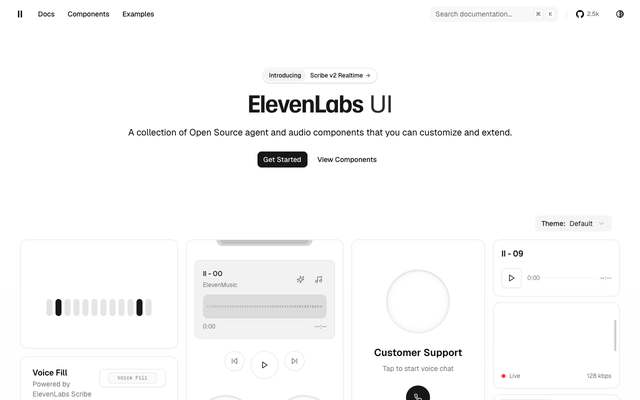 Docs Components Examples Search documentation... ⌘ K 2.5k
Introducing Scribe v2 Realtime →
ElevenLabs UI
A collection of Open Source agent and audio components that you can customize and extend.
Get Started View Components
Theme: Default
II - 00
ElevenMusic
0:00 --:--
Voice Fill
Powered by
ElevenLabs Scribe
Voice Fill
Customer Support
Tap to start voice chat
II - 09
0:00 --:--
Live 128 kbps